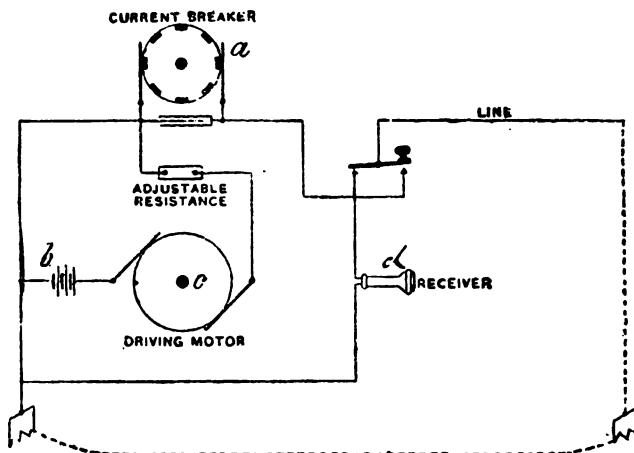 CURRENT BREAKER
a
LINE
ADJUSTABLE
RESISTANCE
b
c
d
RECEIVER
DRIVING MOTOR